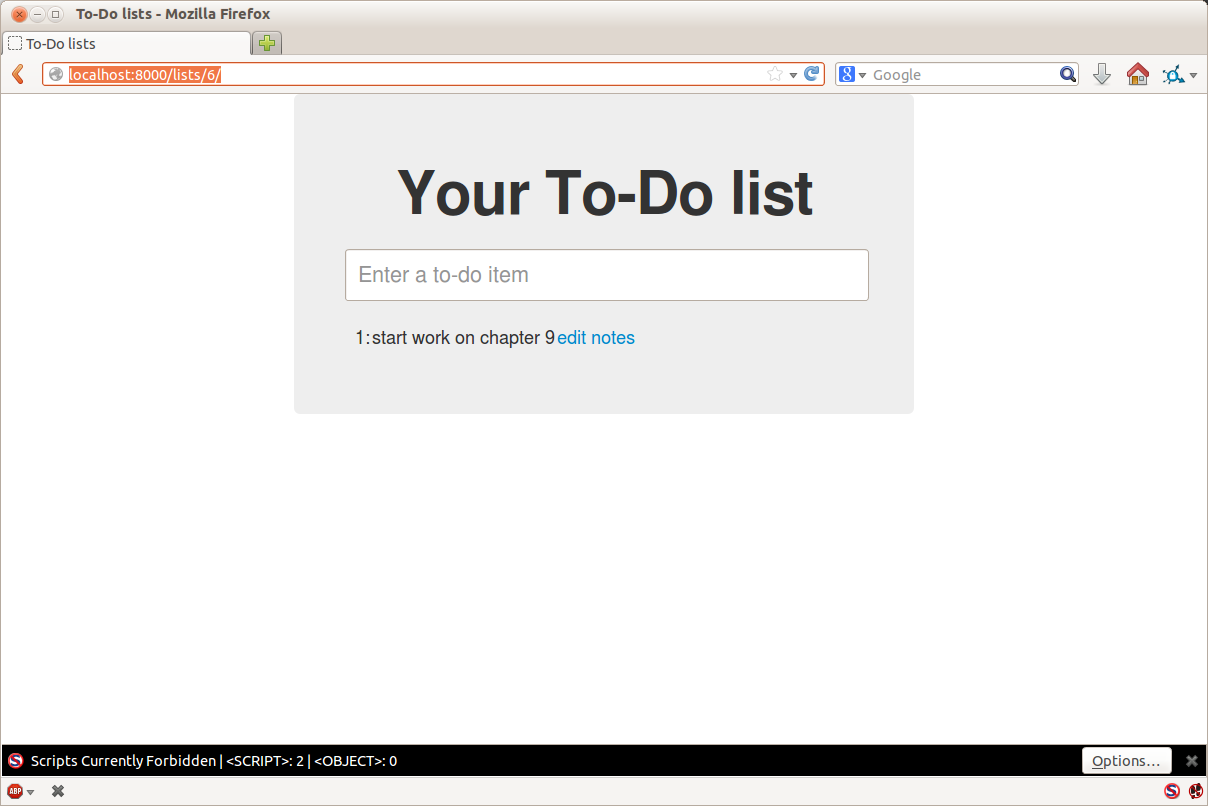 To-Do lists - Mozilla Firefox
To-Do lists
localhost:8000/lists/6/
8 Google
Your To-Do list
Enter a to-do item
1: start work on chapter 9 edit notes
S Scripts Currently Forbidden | <SCRIPT>: 2 | <OBJECT>: 0 Options...
ABP S